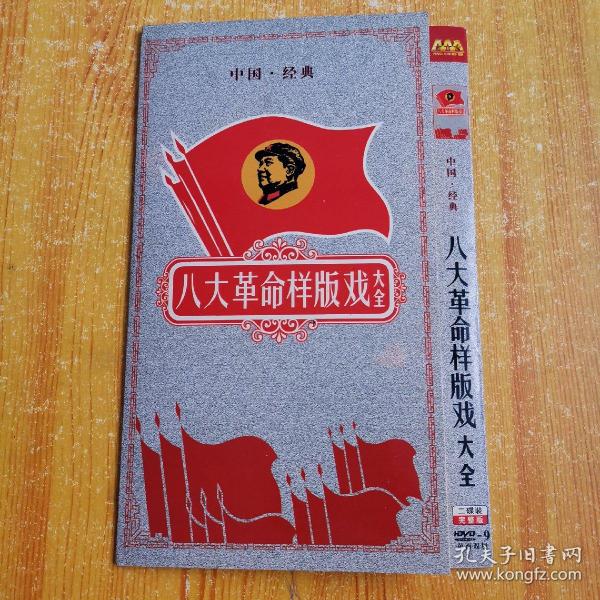 中国·经典
八大革命样版戏大全
中国 经典
八大革命样版戏 大全
二碟装
完整版
HDVD-9
孔夫子旧书网
www.kongfz.com